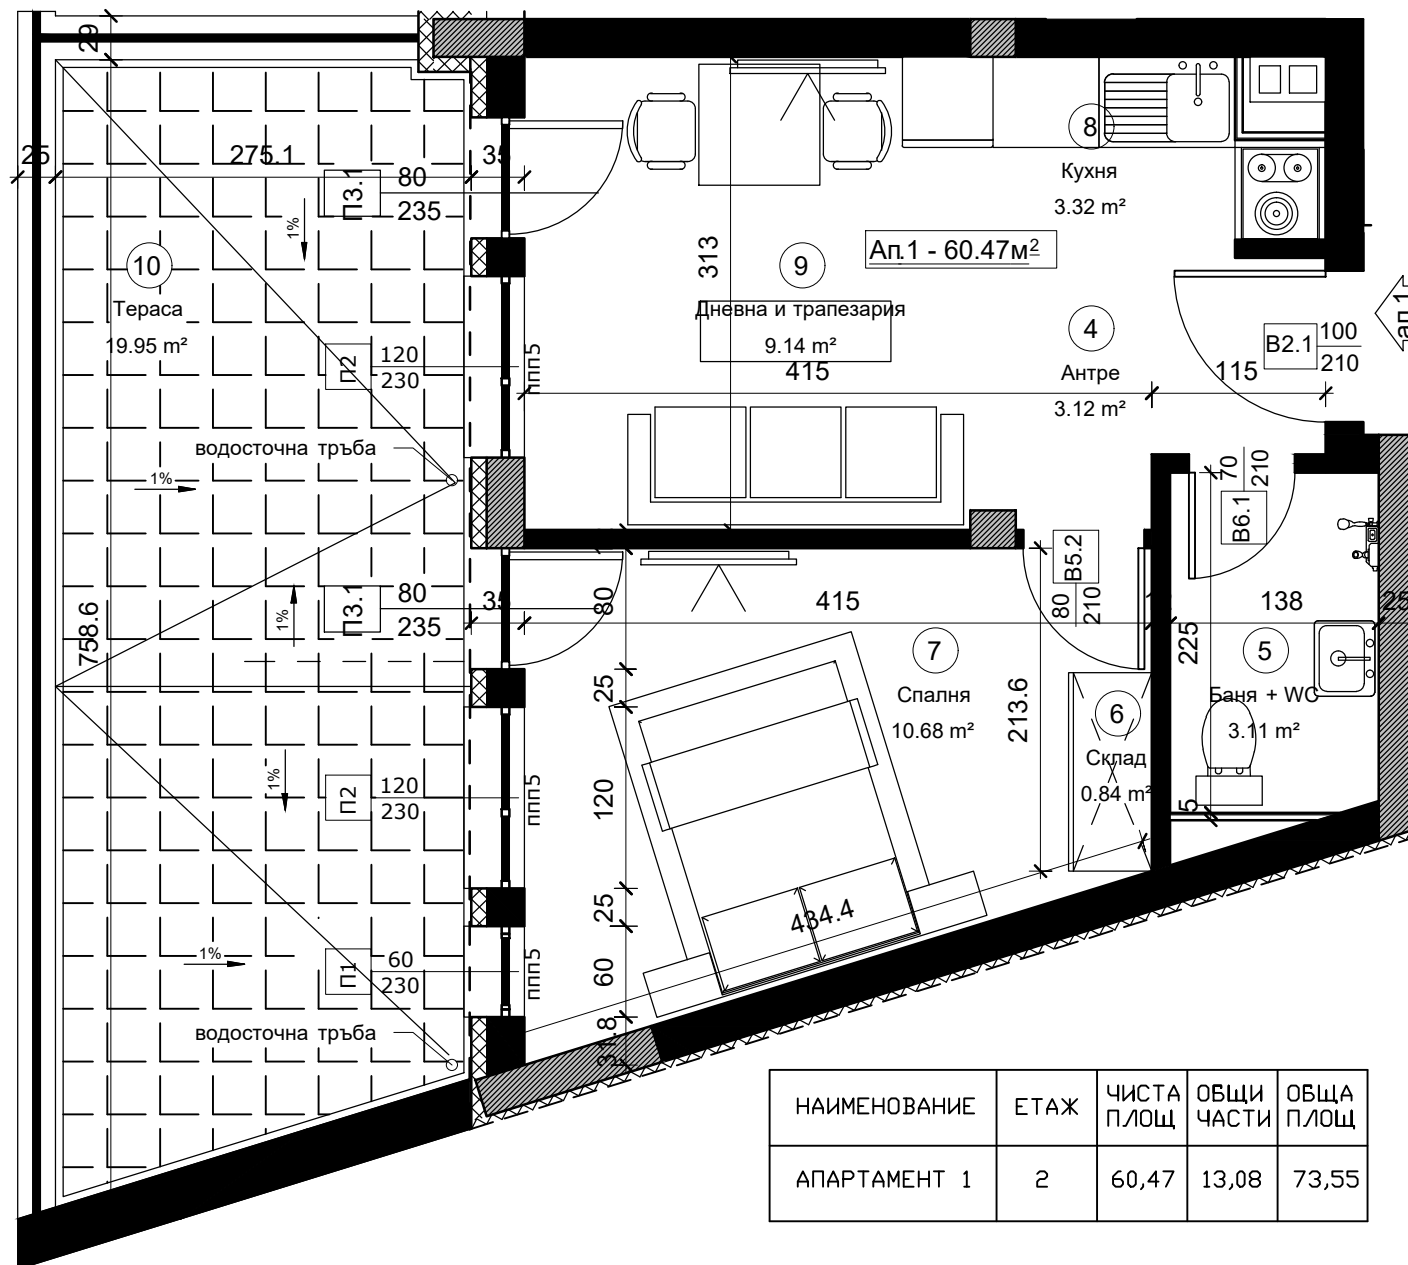 29
25
275.1
35
П3.1
80
235
1%
10
Тераса
19.95 m²
П2
120
230
ппп5
водосточна тръба
1%
313
8
Кухня
3.32 m²
Ап.1 - 60.47м²
9
Дневна и трапезария
9.14 m²
415
4
Антре
3.12 m²
115
В2.1
100
210
ап.1
70
210
В6.1
В5.2
80
210
П3.1
80
235
35
1%
758.6
80
415
138
25
225
7
Спалня
10.68 m²
213.6
5
Баня + WC
3.11 m²
6
Склад
0.84 m²
5
25
120
25
60
31.8
434.4
1%
П2
120
230
ппп5
1%
П1
60
230
ппп5
водосточна тръба
НАИМЕНОВАНИЕ
ЕТАЖ
ЧИСТА ПЛОЩ
ОБЩИ ЧАСТИ
ОБЩА ПЛОЩ
АПАРТАМЕНТ 1
2
60,47
13,08
73,55